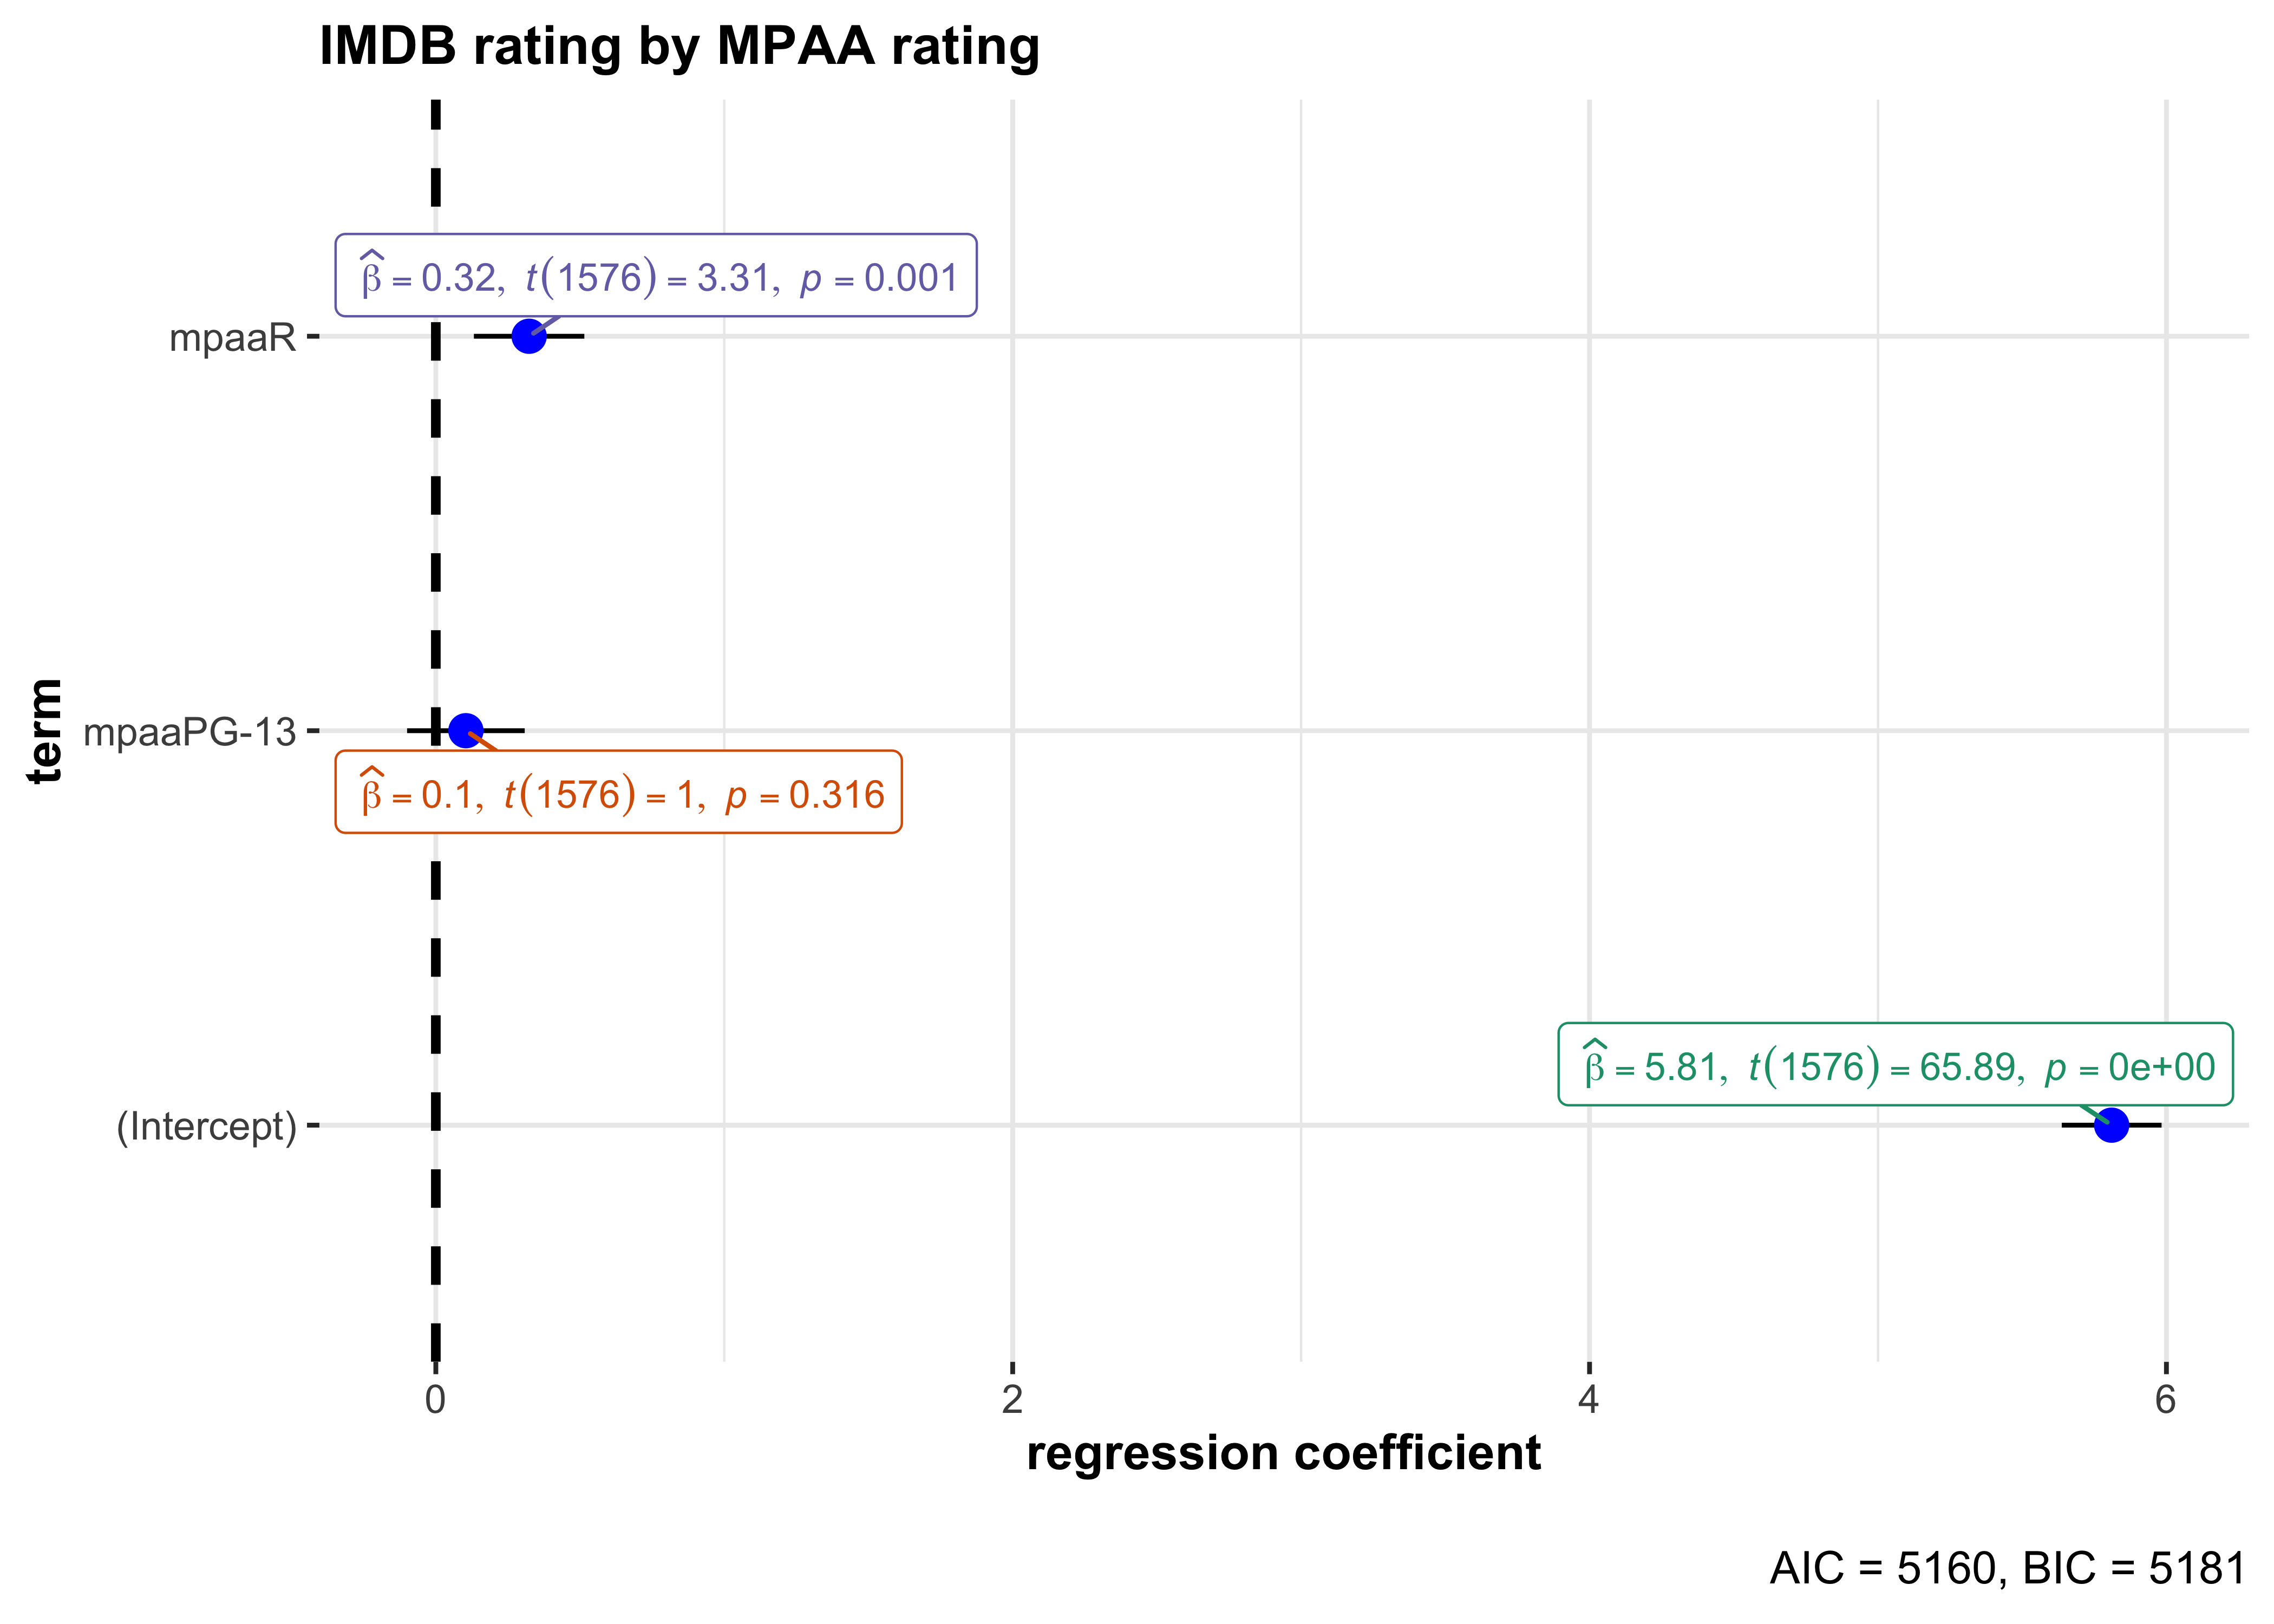 IMDB rating by MPAA rating
β̂ = 0.32, t(1576) = 3.31, p = 0.001
mpaaR
term
mpaaPG-13
β̂ = 0.1, t(1576) = 1, p = 0.316
β̂ = 5.81, t(1576) = 65.89, p = 0e+00
(Intercept)
0 2 4 6
regression coefficient
AIC = 5160, BIC = 5181